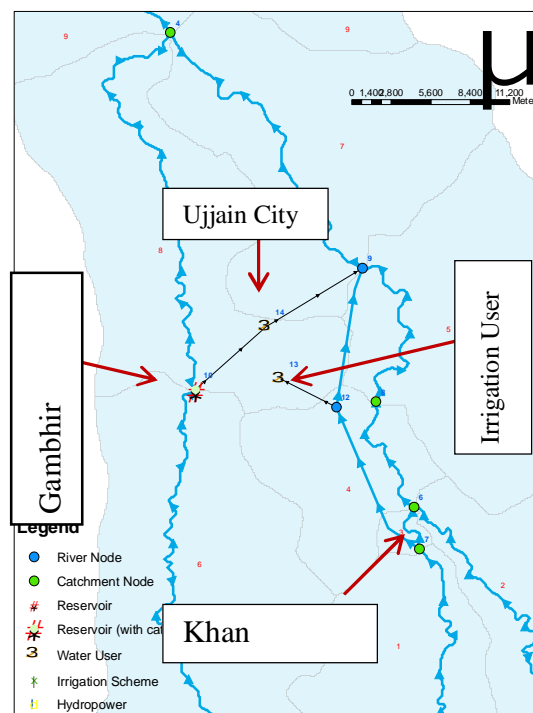 4
9
9
µ
0 1,400 2,800 5,600 8,400 11,200
Mete
7
Ujjain City
8
9
14
5
Irrigation User
13
10
12
Gambhir
4
6
3
7
Legend
River Node
6
Catchment Node
2
Reservoir
Reservoir (with cat
Khan
Water User
1
Irrigation Scheme
Hydropower